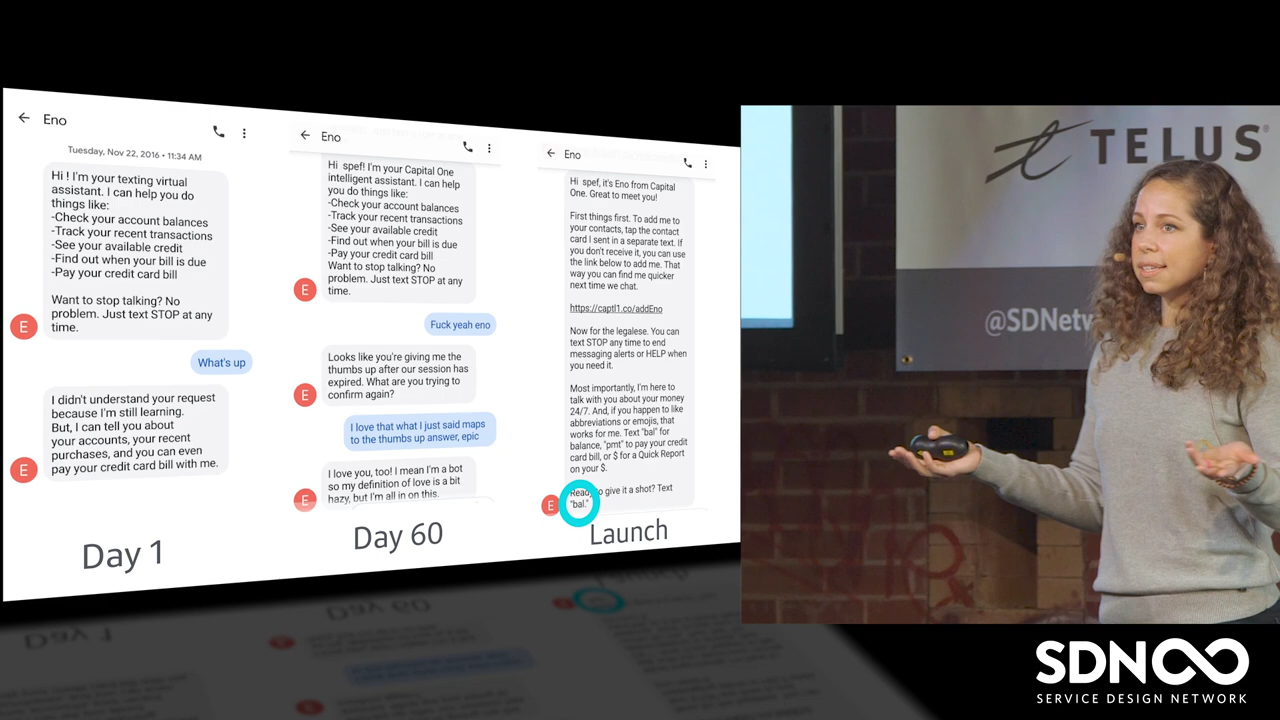 Eno
Tuesday, Nov 22, 2016 • 11:34 AM
Hi ! I'm your texting virtual
assistant. I can help you do
things like:
-Check your account balances
-Track your recent transactions
-See your available credit
-Find out when your bill is due
-Pay your credit card bill
Want to stop talking? No
problem. Just text STOP at any
time.
E
What's up
I didn't understand your request
because I'm still learning.
But, I can tell you about
your accounts, your recent
purchases, and you can even
pay your credit card bill with me.
E
Day 1
Eno
Hi spef! I'm your Capital One
intelligent assistant. I can help
you do things like:
-Check your account balances
-Track your recent transactions
-See your available credit
-Find out when your bill is due
-Pay your credit card bill
Want to stop talking? No
problem. Just text STOP at any
time.
E
Fuck yeah eno
Looks like you're giving me the
thumbs up after our session has
expired. What are you trying to
confirm again?
E
I love that what I just said maps
to the thumbs up answer, epic
I love you, too! I mean I'm a bot
so my definition of love is a bit
hazy, but I'm all in on this.
E
Day 60
Eno
Hi spef, it's Eno from Capital
One. Great to meet you!
First things first. To add me to
your contacts, tap the contact
card I sent in a separate text. If
you don't receive it, you can use
the link below to add me. That
way you can find me quicker
next time we chat.
https://captl1.co/addEno
Now for the legalese. You can
text STOP any time to end
messaging alerts or HELP when
you need it.
Most importantly, I'm here to
talk with you about your money
24/7. And, if you happen to like
abbreviations or emojis, that
works for me. Text "bal" for
balance, "pmt" to pay your credit
card bill, or $ for a Quick Report
on your $.
Ready to give it a shot? Text
"bal."
E
Launch
TELUS®
@SDNetw
SDN
SERVICE DESIGN NETWORK